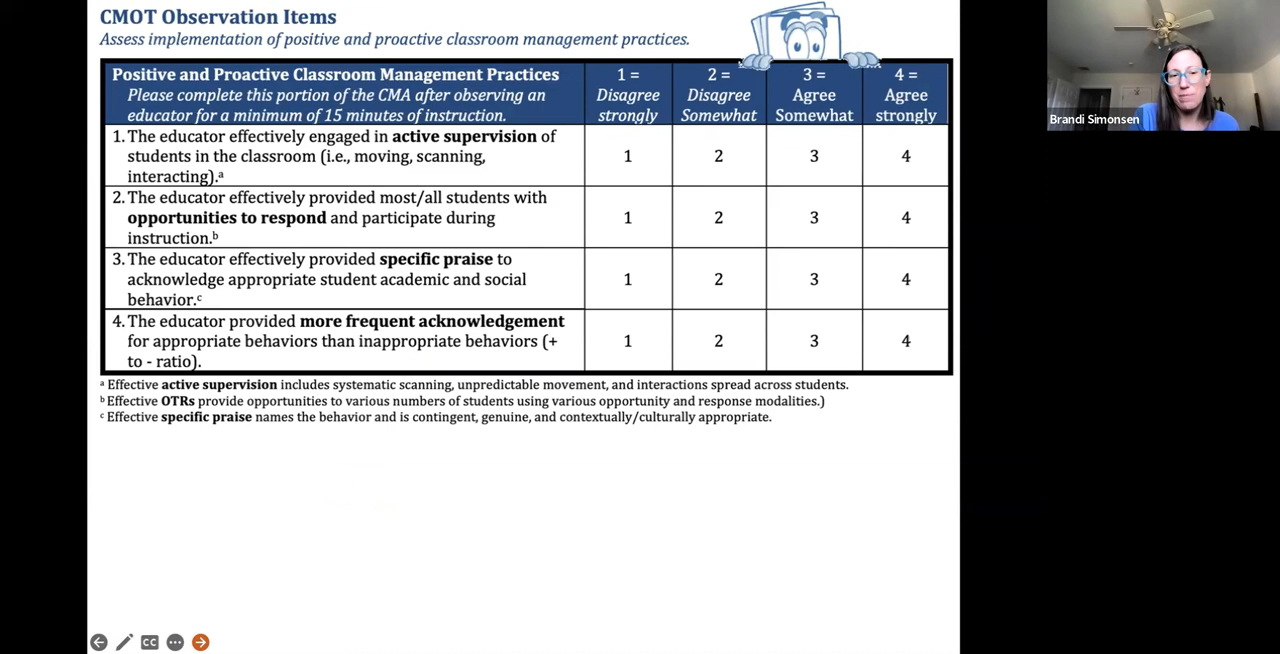 CMOT Observation Items
Assess implementation of positive and proactive classroom management practices.
Positive and Proactive Classroom Management Practices
Please complete this portion of the CMA after observing an
educator for a minimum of 15 minutes of instruction.
1 =
Disagree
strongly
2 =
Disagree
Somewhat
3 =
Agree
Somewhat
4 =
Agree
strongly
1. The educator effectively engaged in active supervision of
students in the classroom (i.e., moving, scanning,
interacting).a
1 2 3 4
2. The educator effectively provided most/all students with
opportunities to respond and participate during
instruction.b
1 2 3 4
3. The educator effectively provided specific praise to
acknowledge appropriate student academic and social
behavior.c
1 2 3 4
4. The educator provided more frequent acknowledgement
for appropriate behaviors than inappropriate behaviors (+
to - ratio).
1 2 3 4
a Effective active supervision includes systematic scanning, unpredictable movement, and interactions spread across students.
b Effective OTRs provide opportunities to various numbers of students using various opportunity and response modalities.)
c Effective specific praise names the behavior and is contingent, genuine, and contextually/culturally appropriate.
CC
Brandi Simonsen